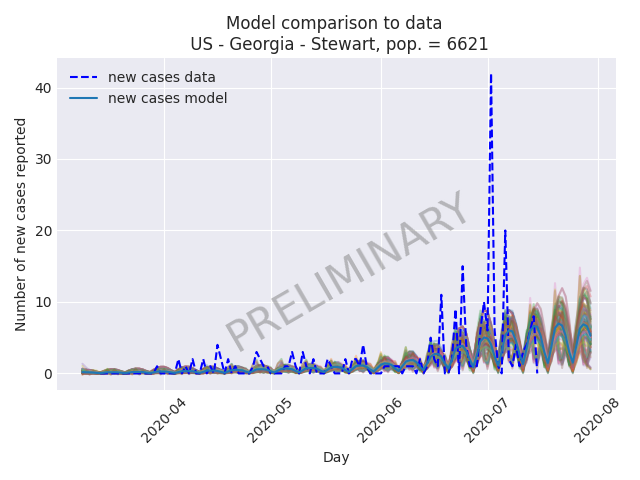 Model comparison to data
US - Georgia - Stewart, pop. = 6621
new cases data
new cases model
Number of new cases reported
40
30
20
10
0
PRELIMINARY
2020-04
2020-05
2020-06
2020-07
2020-08
Day